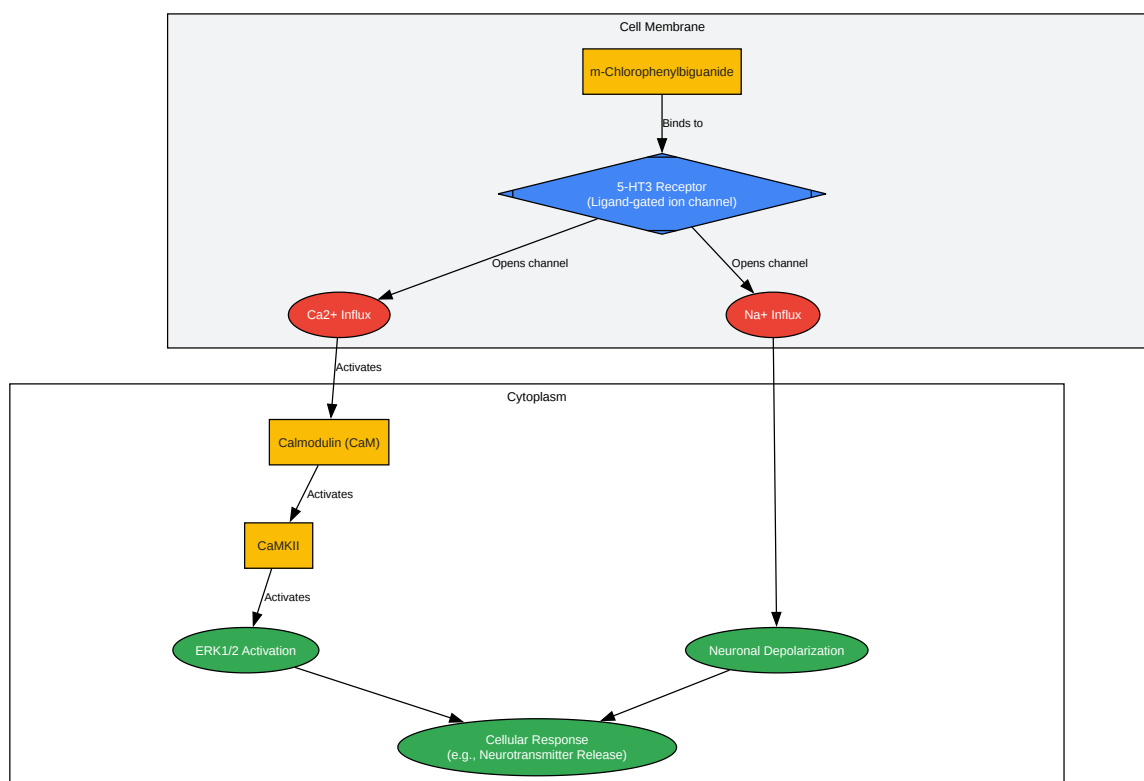 Cell Membrane
m-Chlorophenylbiguanide
Binds to
5-HT3 Receptor
(Ligand-gated ion channel)
Opens channel
Opens channel
Ca2+ Influx
Na+ Influx
Activates
Cytoplasm
Calmodulin (CaM)
Activates
CaMKII
Activates
ERK1/2 Activation
Neuronal Depolarization
Cellular Response
(e.g., Neurotransmitter Release)